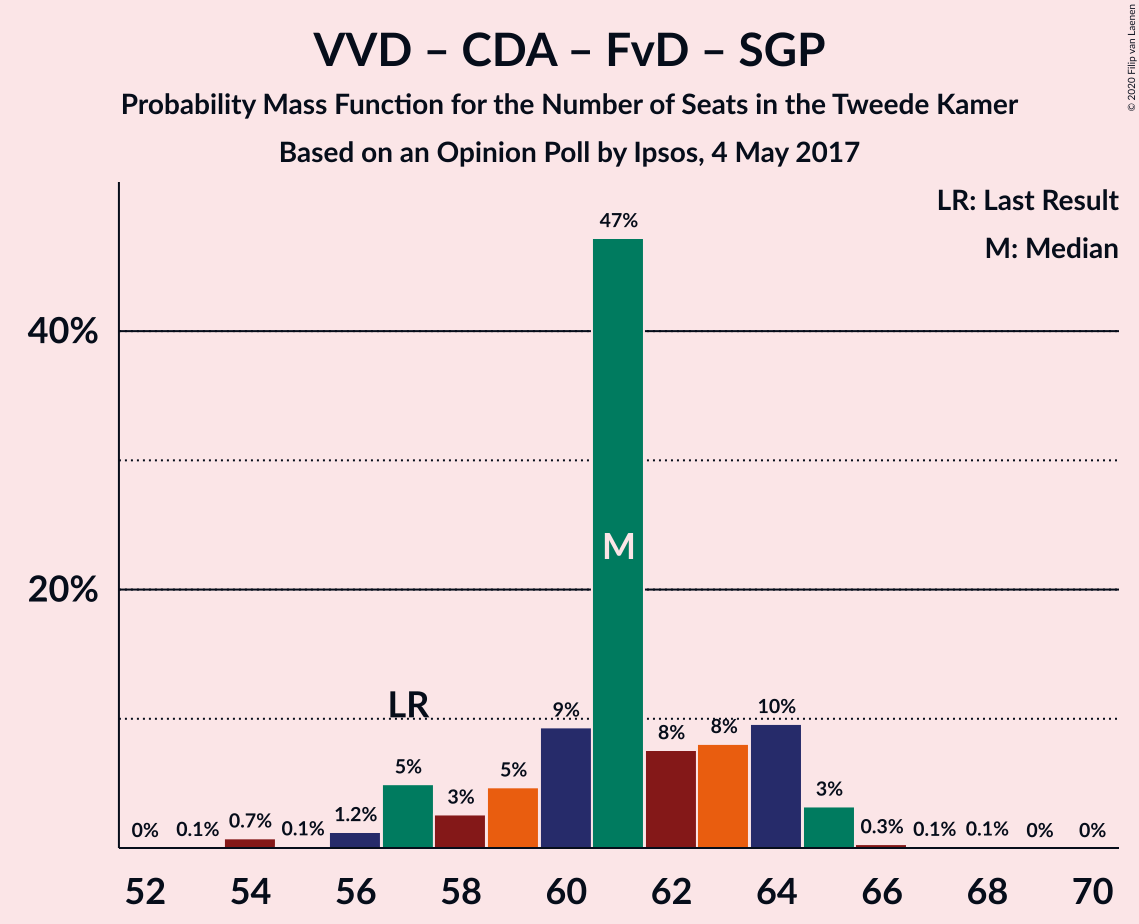 VVD – CDA – FvD – SGP
Probability Mass Function for the Number of Seats in the Tweede Kamer
Based on an Opinion Poll by Ipsos, 4 May 2017
© 2020 Filip van Laenen
LR: Last Result
M: Median
47%
40%
M
20%
LR
0% 0.1% 0.7% 0.1% 1.2% 5% 3% 5% 9% 8% 8% 10% 3% 0.3% 0.1% 0.1% 0% 0%
52 54 56 58 60 62 64 66 68 70